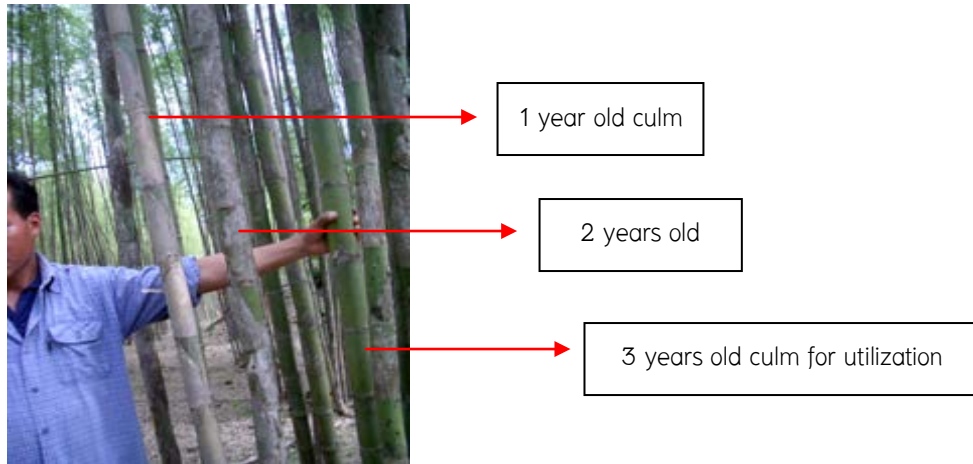 1 year old culm
2 years old
3 years old culm for utilization